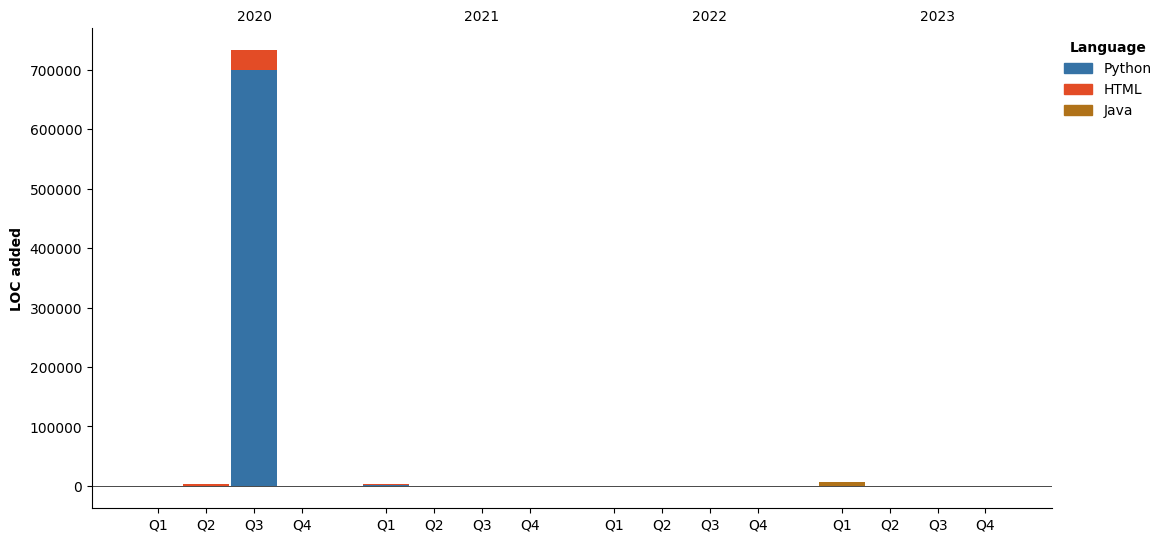 2020 2021 2022 2023
Language
Python
HTML
Java
700000
600000
500000
400000
300000
200000
100000
0
LOC added
Q1 Q2 Q3 Q4 Q1 Q2 Q3 Q4 Q1 Q2 Q3 Q4 Q1 Q2 Q3 Q4